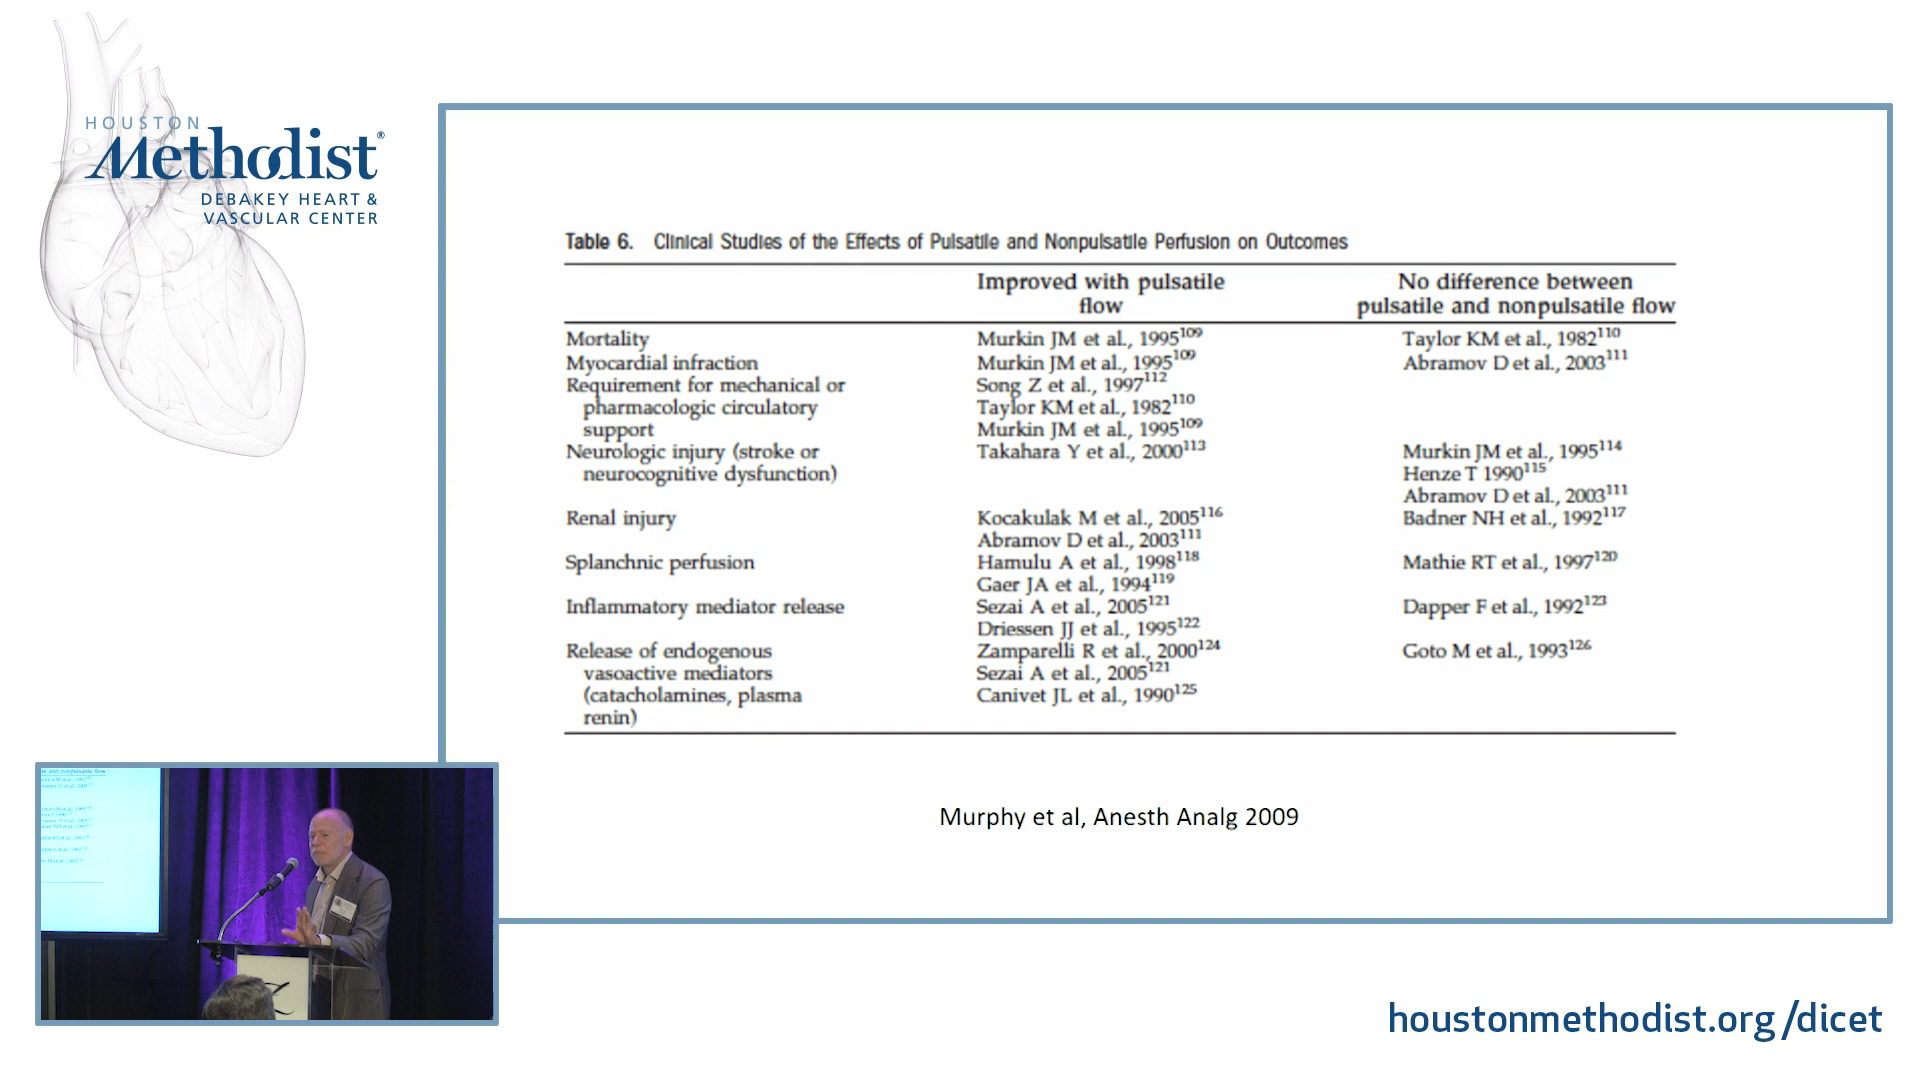 HOUSTON
Methodist®
DEBAKEY HEART &
VASCULAR CENTER
Table 6. Clinical Studies of the Effects of Pulsatile and Nonpulsatile Perfusion on Outcomes
Improved with pulsatile flow
No difference between pulsatile and nonpulsatile flow
Mortality Murkin JM et al., 1995¹⁰⁹ Taylor KM et al., 1982¹¹⁰
Myocardial infraction Murkin JM et al., 1995¹⁰⁹ Abramov D et al., 2003¹¹¹
Requirement for mechanical or Song Z et al., 1997¹¹²
pharmacologic circulatory Taylor KM et al., 1982¹¹⁰
support Murkin JM et al., 1995¹⁰⁹
Neurologic injury (stroke or Takahara Y et al., 2000¹¹³ Murkin JM et al., 1995¹¹⁴
neurocognitive dysfunction) Henze T 1990¹¹⁵
Abramov D et al., 2003¹¹¹
Renal injury Kocakulak M et al., 2005¹¹⁶ Badner NH et al., 1992¹¹⁷
Abramov D et al., 2003¹¹¹
Splanchnic perfusion Hamulu A et al., 1998¹¹⁸ Mathie RT et al., 1997¹²⁰
Gaer JA et al., 1994¹¹⁹
Inflammatory mediator release Sezai A et al., 2005¹²¹ Dapper F et al., 1992¹²³
Driessen JJ et al., 1995¹²²
Release of endogenous Zamparelli R et al., 2000¹²⁴ Goto M et al., 1993¹²⁶
vasoactive mediators Sezai A et al., 2005¹²¹
(catacholamines, plasma Canivet JL et al., 1990¹²⁵
renin)
Murphy et al, Anesth Analg 2009
houstonmethodist.org/dicet